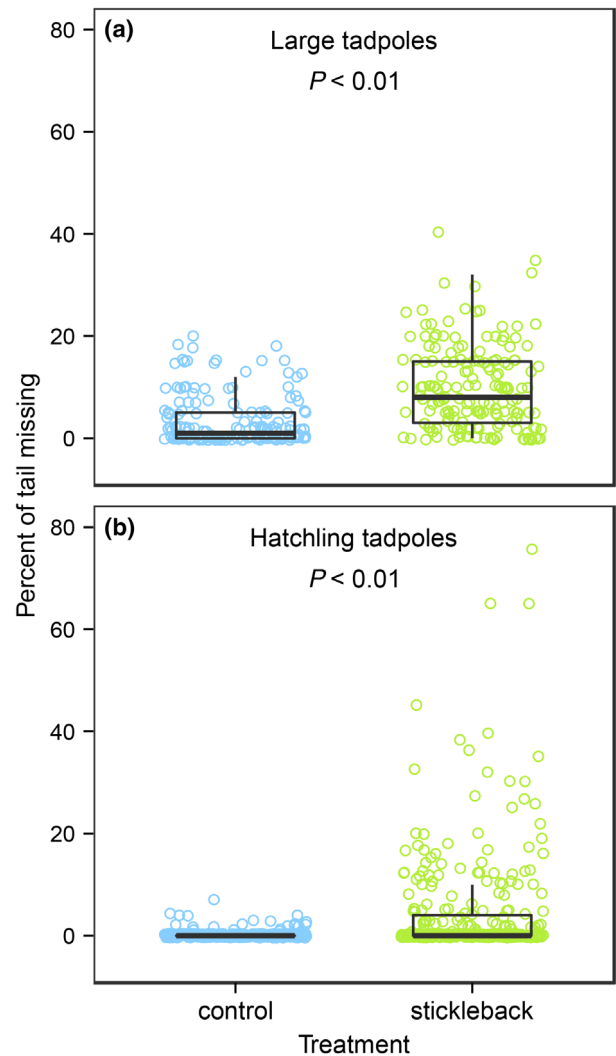 (a)
Large tadpoles
P < 0.01
80
60
40
20
0
Percent of tail missing
(b)
Hatchling tadpoles
P < 0.01
80
60
40
20
0
control stickleback
Treatment